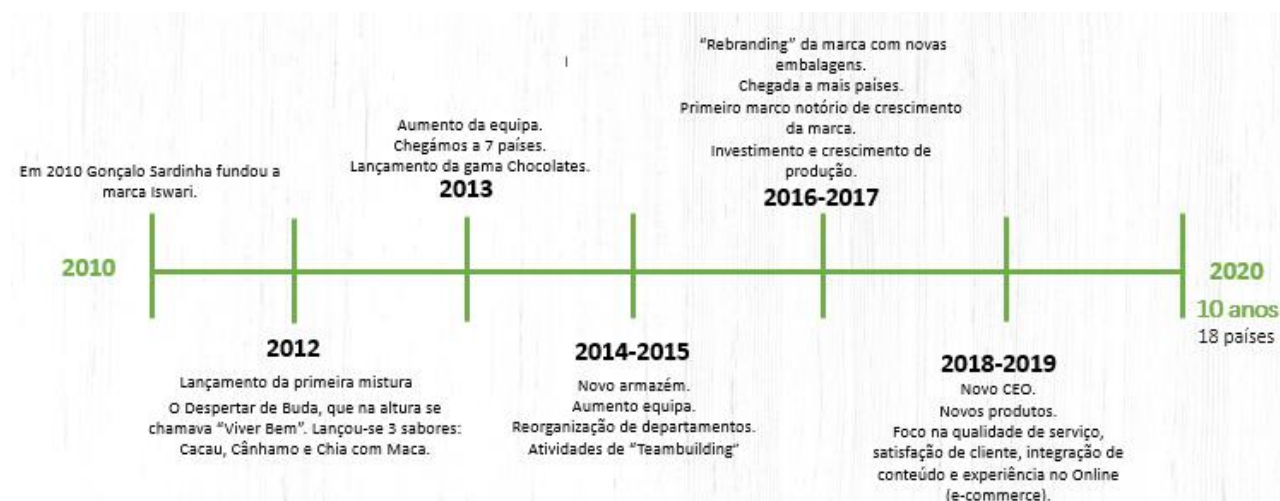 Em 2010 Gonçalo Sardinha fundou a
marca Iswari.
Aumento da equipa.
Chegámos a 7 países.
Lançamento da gama Chocolates.
2013
"Rebranding" da marca com novas
embalagens.
Chegada a mais países.
Primeiro marco notório de crescimento
da marca.
Investimento e crescimento de
produção.
2016-2017
2010
2020
10 anos
18 países
2012
Lançamento da primeira mistura
O Despertar de Buda, que na altura se
chamava "Viver Bem". Lançou-se 3 sabores:
Cacau, Cânhamo e Chia com Maca.
2014-2015
Novo armazém.
Aumento equipa.
Reorganização de departamentos.
Atividades de "Teambuilding"
2018-2019
Novo CEO.
Novos produtos.
Foco na qualidade de serviço,
satisfação de cliente, integração de
conteúdo e experiência no Online
(e-commerce).